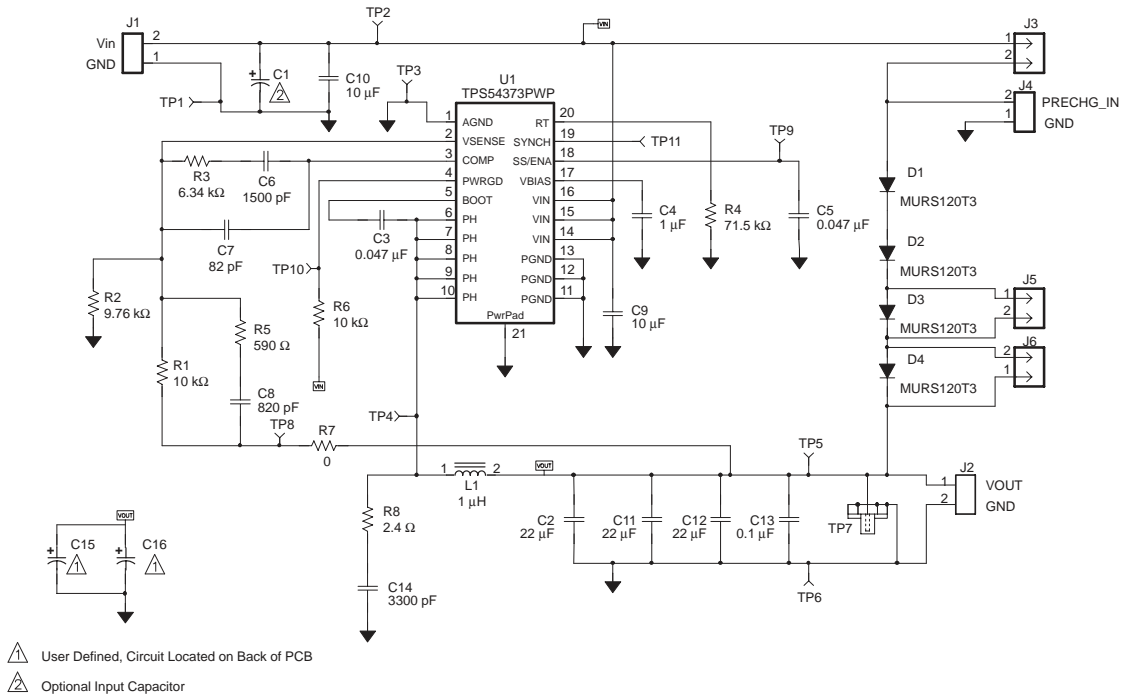 J1
Vin 2
GND 1
TP1
C1
+
2
C10
10 µF
TP2
TP3
VIN
J3
1
2
J4
2 PRECHG_IN
1 GND
U1
TPS54373PWP
1 AGND
2 VSENSE
3 COMP
4 PWRGD
5 BOOT
6 PH
7 PH
8 PH
9 PH
10 PH
RT 20
SYNCH 19
SS/ENA 18
VBIAS 17
VIN 16
VIN 15
VIN 14
PGND 13
PGND 12
PGND 11
PwrPad
21
TP11
TP9
R3
6.34 kΩ
C6
1500 pF
C7
82 pF
C3
0.047 µF
TP10
R6
10 kΩ
VIN
C4
1 µF
R4
71.5 kΩ
C5
0.047 µF
C9
10 µF
D1
MURS120T3
D2
MURS120T3
D3
MURS120T3
D4
MURS120T3
J5
1
2
J6
2
1
R2
9.76 kΩ
R1
10 kΩ
R5
590 Ω
C8
820 pF
TP8
R7
0
TP4
1 2
L1
1 µH
VOUT
R8
2.4 Ω
C14
3300 pF
C2
22 µF
C11
22 µF
C12
22 µF
C13
0.1 µF
TP5
TP6
TP7
J2
1 VOUT
2 GND
VOUT
+
C15
1
+
C16
1
1 User Defined, Circuit Located on Back of PCB
2 Optional Input Capacitor